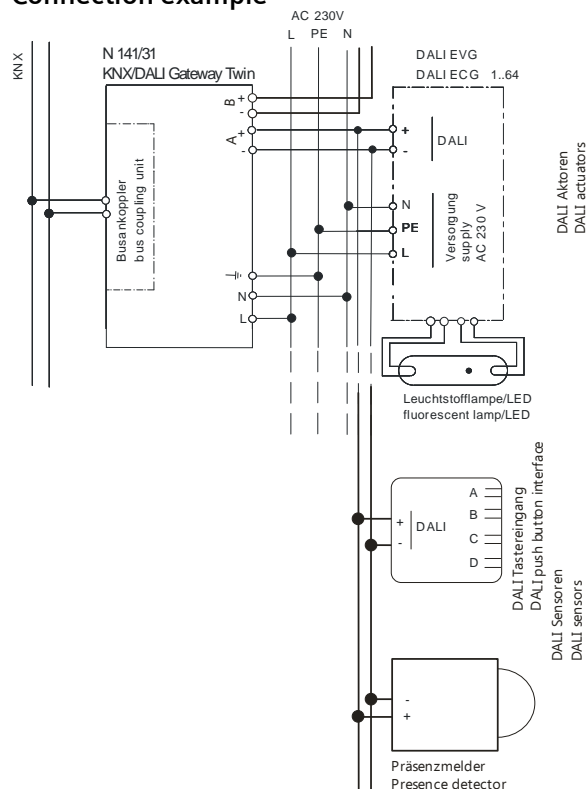 Connection example
AC 230V
L PE N
KNX
N 141/31
KNX/DALI Gateway Twin
DALI EVG
DALI ECG 1..64
B
+
-
A
+
-
+
-
DALI
Busankoppler
bus coupling unit
N
PE
L
Versorgung
supply
AC 230 V
DALI Aktoren
DALI actuators
N
L
Leuchtstofflampe/LED
fluorescent lamp/LED
+
-
DALI
A
B
C
D
DALI Tastereingang
DALI push button interface
DALI Sensoren
DALI sensors
-
+
Präsenzmelder
Presence detector